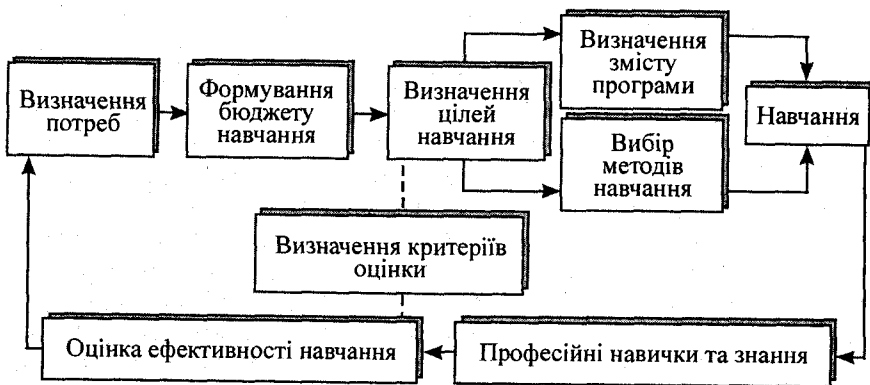 Визначення
потреб
Формування
бюджету
навчання
Визначення
цілей
навчання
Визначення
змісту
програми
Вибір
методів
навчання
Навчання
Визначення критеріїв
оцінки
Оцінка ефективності навчання
Професійні навички та знання